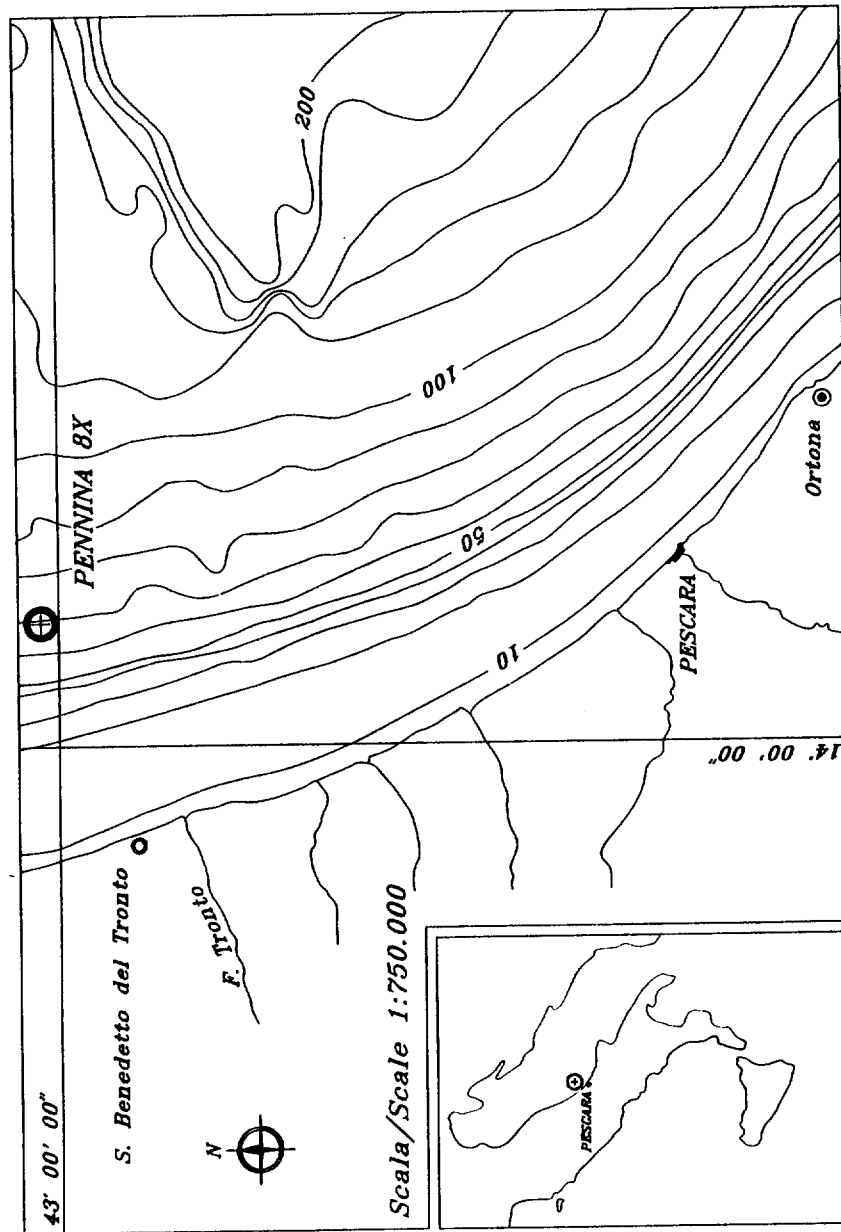 43° 00' 00"
PENNINA 8X
200
100
50
10
S. Benedetto del Tronto
F. Tronto
N
Scala/Scale 1:750.000
PESCARA
Ortona
14° 00' 00"
PESCARA